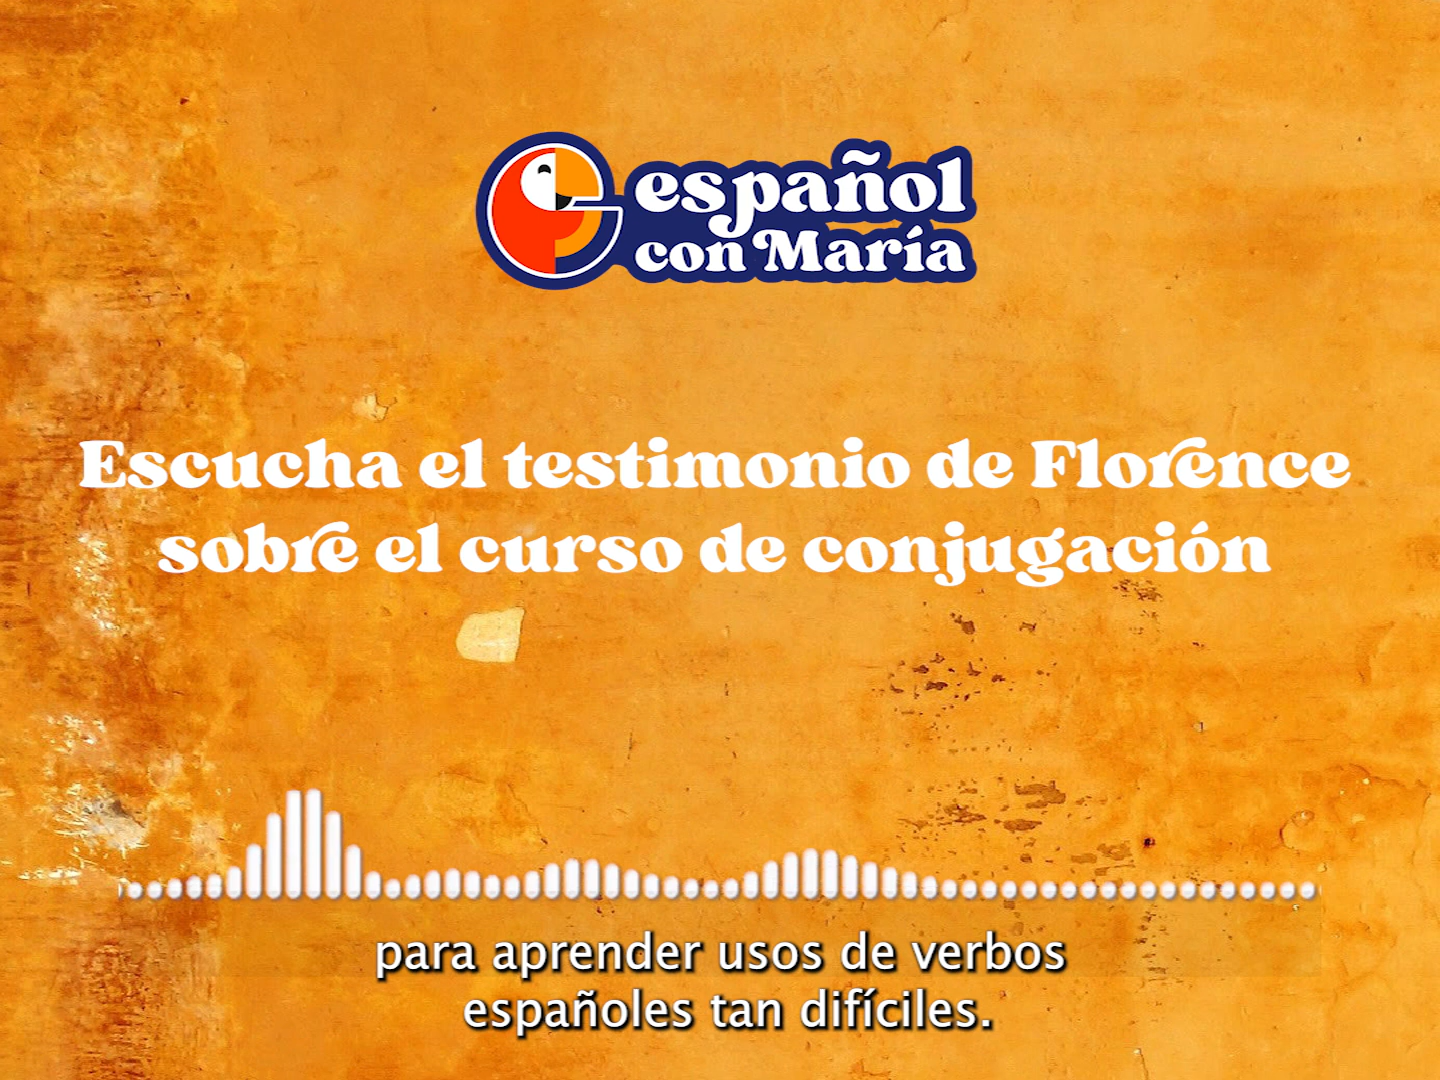 español
con María
Escucha el testimonio de Florence
sobre el curso de conjugación
para aprender usos de verbos
españoles tan difíciles.